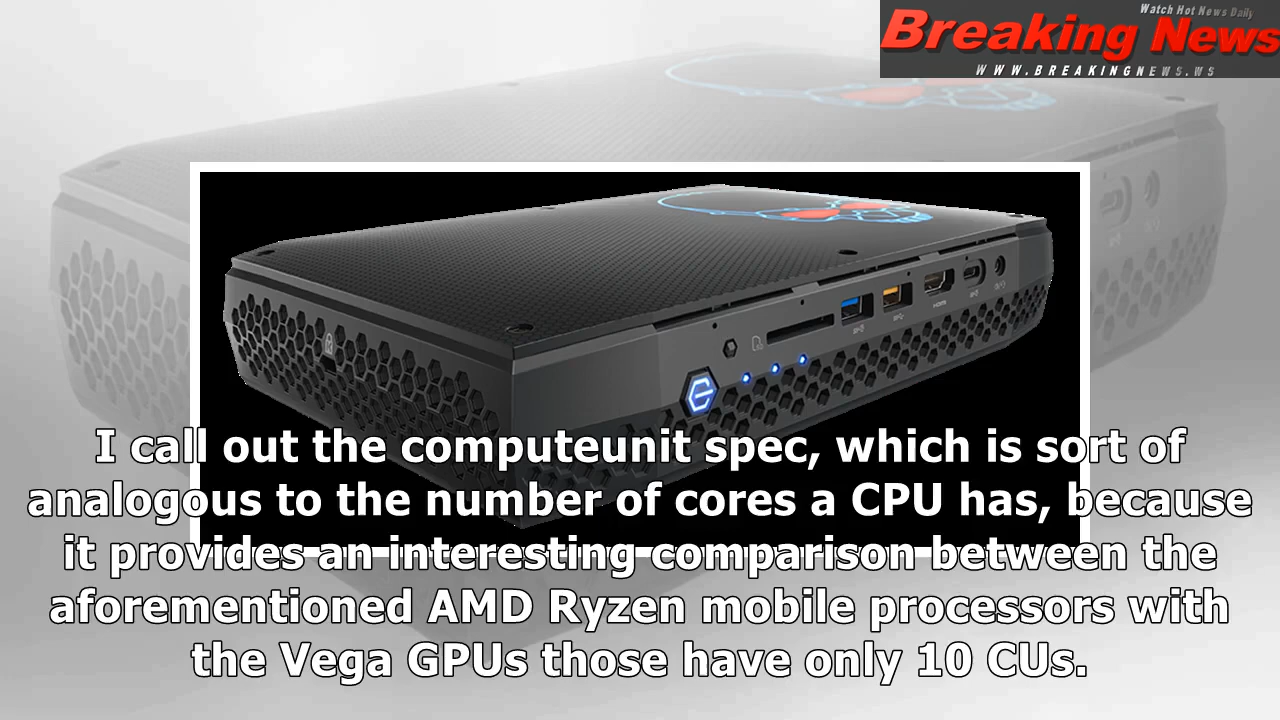 Watch Hot News Daily
Breaking News
WWW.BREAKINGNEWS.WS
I call out the computeunit spec, which is sort of
analogous to the number of cores a CPU has, because
it provides an interesting comparison between the
aforementioned AMD Ryzen mobile processors with
the Vega GPUs those have only 10 CUs.